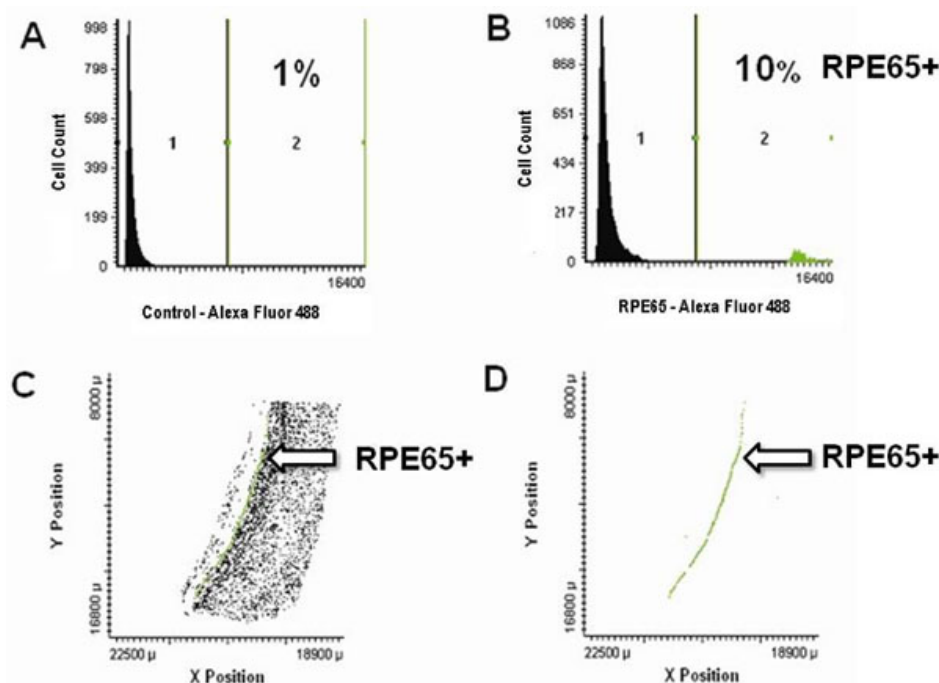 A
998
798
598
399
199
0
1%
1
2
16400
Cell Count
Control - Alexa Fluor 488
B
1086
868
651
434
217
0
10% RPE65+
1
2
16400
Cell Count
RPE65 - Alexa Fluor 488
C
8000 µ
16800 µ
Y Position
RPE65+
22500 µ
18900 µ
X Position
D
8000 µ
16800 µ
Y Position
RPE65+
22500 µ
18900 µ
X Position